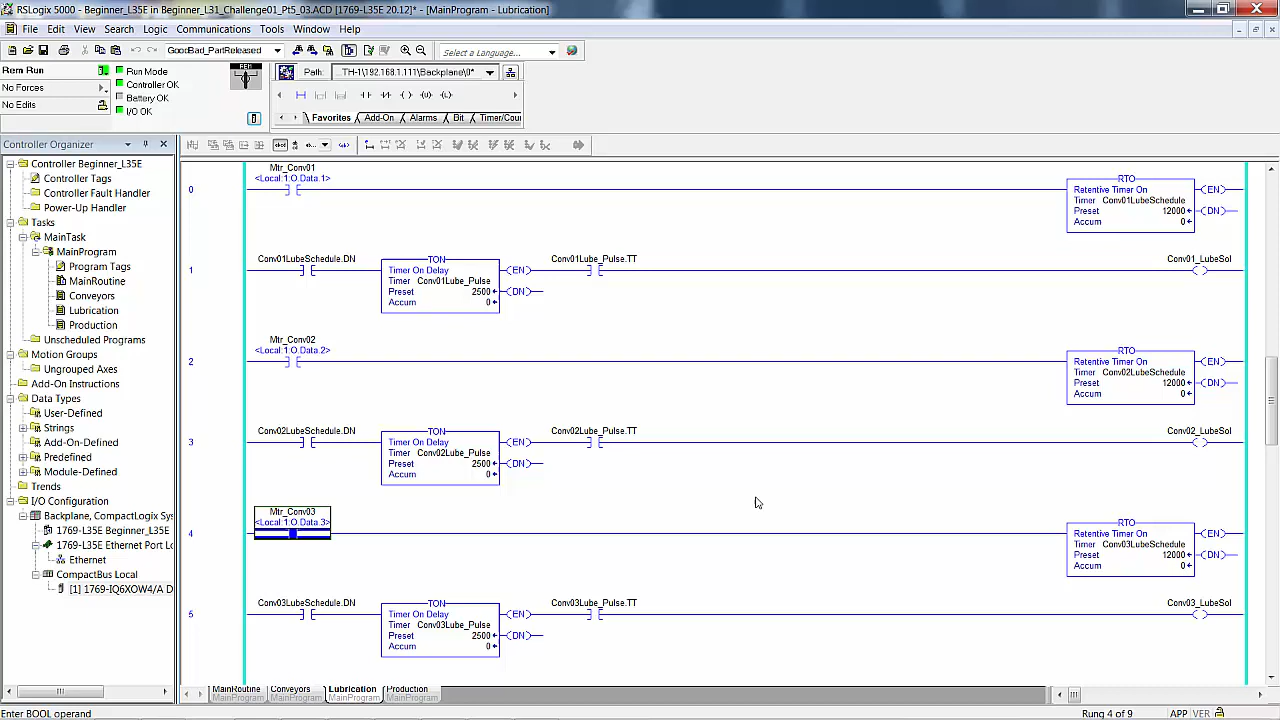 RSLogix 5000 - Beginner_L35E in Beginner_L31_Challenge01_Pt5_03.ACD [1769-L35E 20.12]* - [MainProgram - Lubrication]
File Edit View Search Logic Communications Tools Window Help
GoodBad_PartReleased
Select a Language...
Rem Run
No Forces
No Edits
Run Mode
Controller OK
Battery OK
I/O OK
REM
Path: ...TH-1\192.168.1.111\Backplane\0*
Favorites Add-On Alarms Bit Timer/Cou
Controller Organizer
Controller Beginner_L35E
Controller Tags
Controller Fault Handler
Power-Up Handler
Tasks
MainTask
MainProgram
Program Tags
MainRoutine
Conveyors
Lubrication
Production
Unscheduled Programs
Motion Groups
Ungrouped Axes
Add-On Instructions
Data Types
User-Defined
Strings
Add-On-Defined
Predefined
Module-Defined
Trends
I/O Configuration
Backplane, CompactLogix Sys
1769-L35E Beginner_L35E
1769-L35E Ethernet Port Lo
Ethernet
CompactBus Local
[1] 1769-IQ6XOW4/A D
0
Mtr_Conv01
<Local:1:O.Data.1>
RTO
Retentive Timer On
Timer Conv01LubeSchedule
Preset 12000
Accum 0
EN
DN
1
Conv01LubeSchedule.DN
TON
Timer On Delay
Timer Conv01Lube_Pulse
Preset 2500
Accum 0
EN
DN
Conv01Lube_Pulse.TT
Conv01_LubeSol
2
Mtr_Conv02
<Local:1:O.Data.2>
RTO
Retentive Timer On
Timer Conv02LubeSchedule
Preset 12000
Accum 0
EN
DN
3
Conv02LubeSchedule.DN
TON
Timer On Delay
Timer Conv02Lube_Pulse
Preset 2500
Accum 0
EN
DN
Conv02Lube_Pulse.TT
Conv02_LubeSol
4
Mtr_Conv03
<Local:1:O.Data.3>
RTO
Retentive Timer On
Timer Conv03LubeSchedule
Preset 12000
Accum 0
EN
DN
5
Conv03LubeSchedule.DN
TON
Timer On Delay
Timer Conv03Lube_Pulse
Preset 2500
Accum 0
EN
DN
Conv03Lube_Pulse.TT
Conv03_LubeSol
MainRoutine Conveyors Lubrication Production
MainProgram MainProgram MainProgram MainProgram
Enter BOOL operand
Rung 4 of 9 APP VER